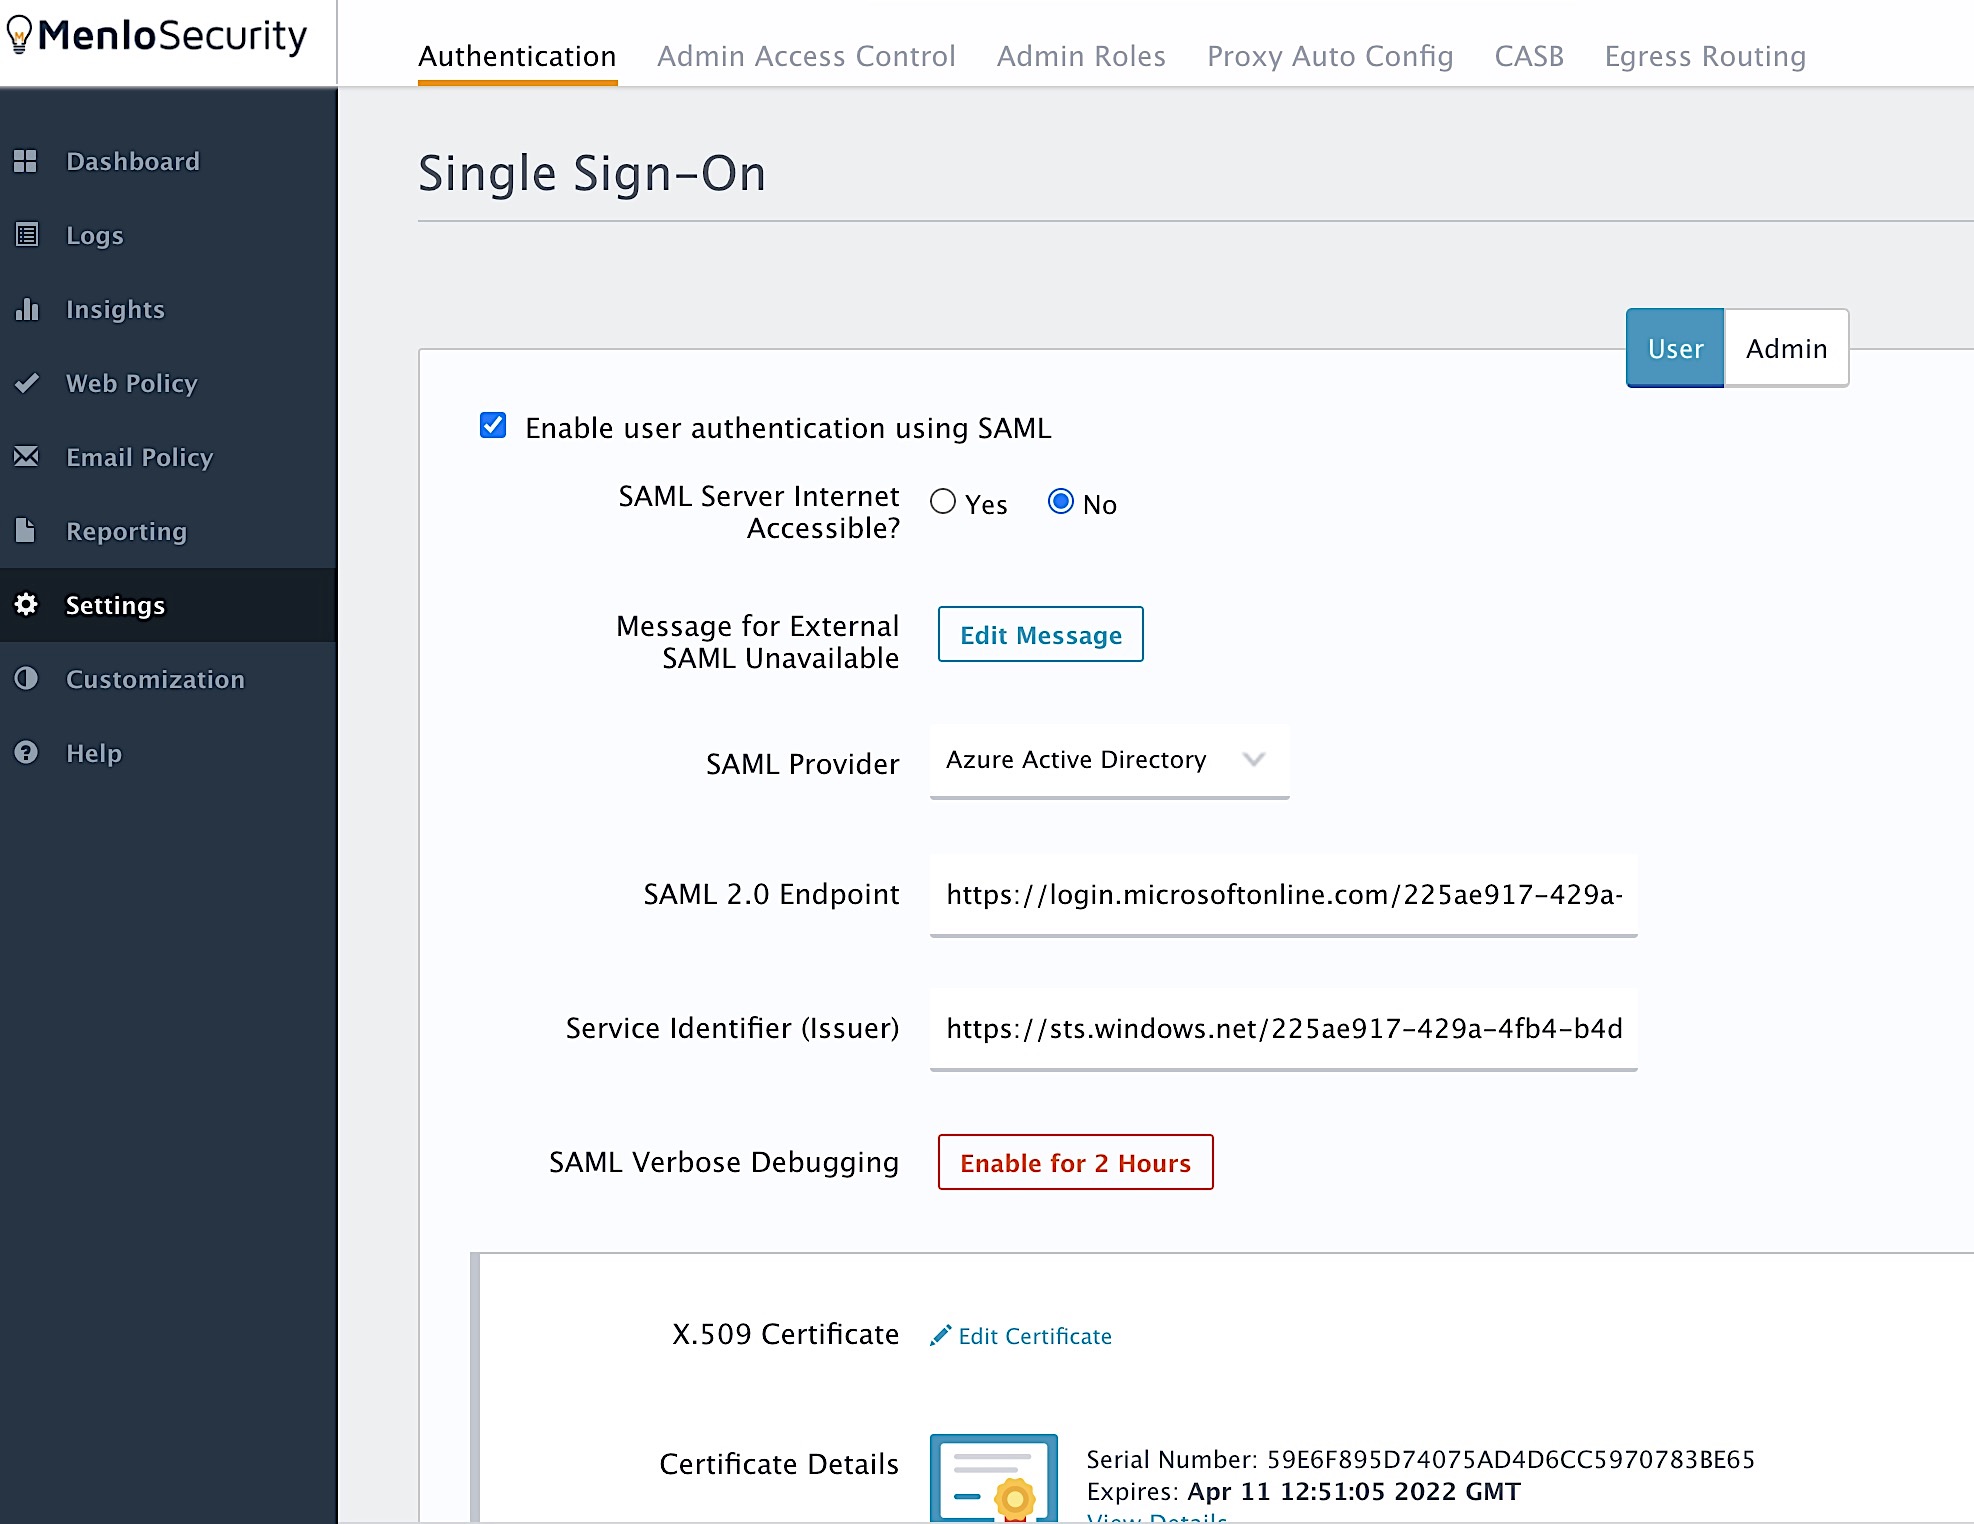 MenloSecurity
Authentication Admin Access Control Admin Roles Proxy Auto Config CASB Egress Routing
Dashboard
Logs
Insights
Web Policy
Email Policy
Reporting
Settings
Customization
Help
Single Sign-On
User Admin
Enable user authentication using SAML
SAML Server Internet
Accessible?
Yes No
Message for External
SAML Unavailable
Edit Message
SAML Provider
Azure Active Directory
SAML 2.0 Endpoint
https://login.microsoftonline.com/225ae917-429a-
Service Identifier (Issuer)
https://sts.windows.net/225ae917-429a-4fb4-b4d
SAML Verbose Debugging
Enable for 2 Hours
X.509 Certificate
Edit Certificate
Certificate Details
Serial Number: 59E6F895D74075AD4D6CC5970783BE65
Expires: Apr 11 12:51:05 2022 GMT
View Details